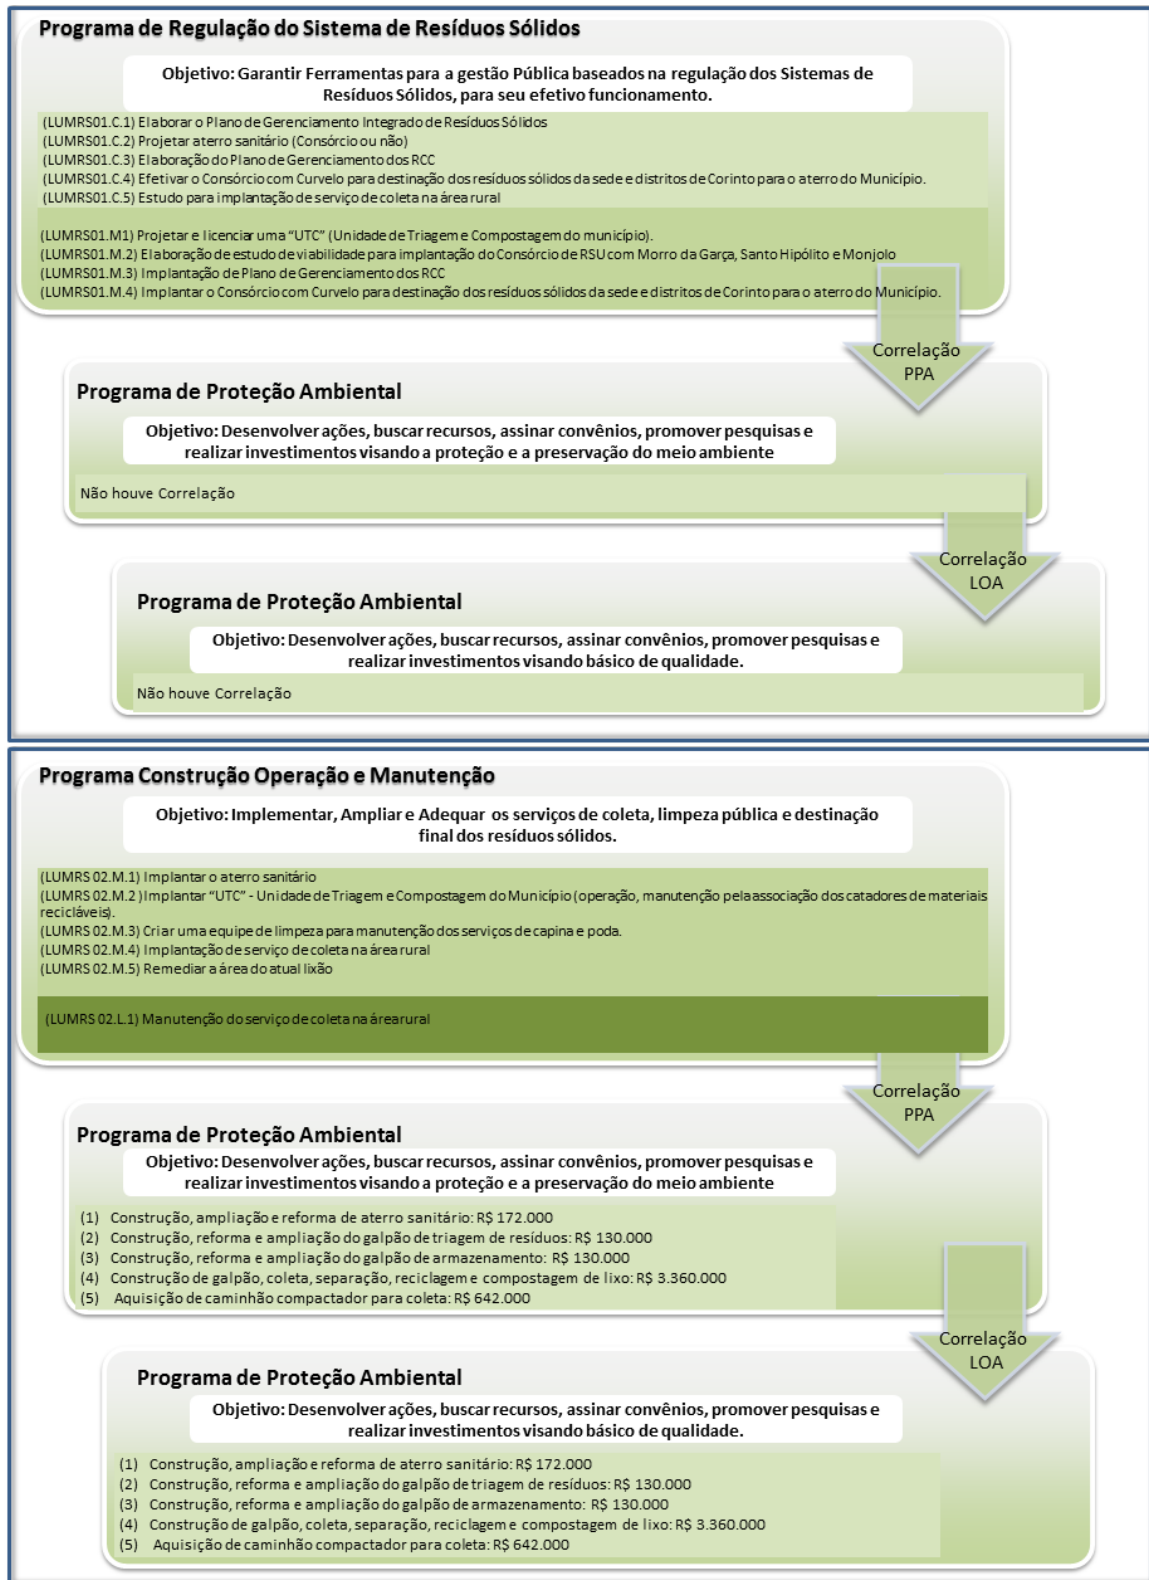 Programa de Regulação do Sistema de Resíduos Sólidos
Objetivo: Garantir Ferramentas para a gestão Pública baseados na regulação dos Sistemas de
Resíduos Sólidos, para seu efetivo funcionamento.
(LUMRS01.C.1) Elaborar o Plano de Gerenciamento Integrado de Resíduos Sólidos
(LUMRS01.C.2) Projetar aterro sanitário (Consórcio ou não)
(LUMRS01.C.3) Elaboração do Plano de Gerenciamento dos RCC
(LUMRS01.C.4) Efetivar o Consórcio com Curvelo para destinação dos resíduos sólidos da sede e distritos de Corinto para o aterro do Município.
(LUMRS01.C.5) Estudo para implantação de serviço de coleta na área rural
(LUMRS01.M1) Projetar e licenciar uma “UTC” (Unidade de Triagem e Compostagem do município).
(LUMRS01.M.2) Elaboração de estudo de viabilidade para implantação do Consórcio de RSU com Morro da Garça, Santo Hipólito e Monjolo
(LUMRS01.M.3) Implantação de Plano de Gerenciamento dos RCC
(LUMRS01.M.4) Implantar o Consórcio com Curvelo para destinação dos resíduos sólidos da sede e distritos de Corinto para o aterro do Município.
Correlação
PPA
Programa de Proteção Ambiental
Objetivo: Desenvolver ações, buscar recursos, assinar convênios, promover pesquisas e
realizar investimentos visando a proteção e a preservação do meio ambiente
Não houve Correlação
Correlação
LOA
Programa de Proteção Ambiental
Objetivo: Desenvolver ações, buscar recursos, assinar convênios, promover pesquisas e
realizar investimentos visando básico de qualidade.
Não houve Correlação
Programa Construção Operação e Manutenção
Objetivo: Implementar, Ampliar e Adequar os serviços de coleta, limpeza pública e destinação
final dos resíduos sólidos.
(LUMRS 02.M.1) Implantar o aterro sanitário
(LUMRS 02.M.2 ) Implantar “UTC” - Unidade de Triagem e Compostagem do Município (operação, manutenção pela associação dos catadores de materiais
recicláveis).
(LUMRS 02.M.3) Criar uma equipe de limpeza para manutenção dos serviços de capina e poda.
(LUMRS 02.M.4) Implantação de serviço de coleta na área rural
(LUMRS 02.M.5) Remediar a área do atual lixão
(LUMRS 02.L.1) Manutenção do serviço de coleta na área rural
Correlação
PPA
Programa de Proteção Ambiental
Objetivo: Desenvolver ações, buscar recursos, assinar convênios, promover pesquisas e
realizar investimentos visando a proteção e a preservação do meio ambiente
(1) Construção, ampliação e reforma de aterro sanitário: R$ 172.000
(2) Construção, reforma e ampliação do galpão de triagem de resíduos: R$ 130.000
(3) Construção, reforma e ampliação do galpão de armazenamento: R$ 130.000
(4) Construção de galpão, coleta, separação, reciclagem e compostagem de lixo: R$ 3.360.000
(5) Aquisição de caminhão compactador para coleta: R$ 642.000
Correlação
LOA
Programa de Proteção Ambiental
Objetivo: Desenvolver ações, buscar recursos, assinar convênios, promover pesquisas e
realizar investimentos visando básico de qualidade.
(1) Construção, ampliação e reforma de aterro sanitário: R$ 172.000
(2) Construção, reforma e ampliação do galpão de triagem de resíduos: R$ 130.000
(3) Construção, reforma e ampliação do galpão de armazenamento: R$ 130.000
(4) Construção de galpão, coleta, separação, reciclagem e compostagem de lixo: R$ 3.360.000
(5) Aquisição de caminhão compactador para coleta: R$ 642.000